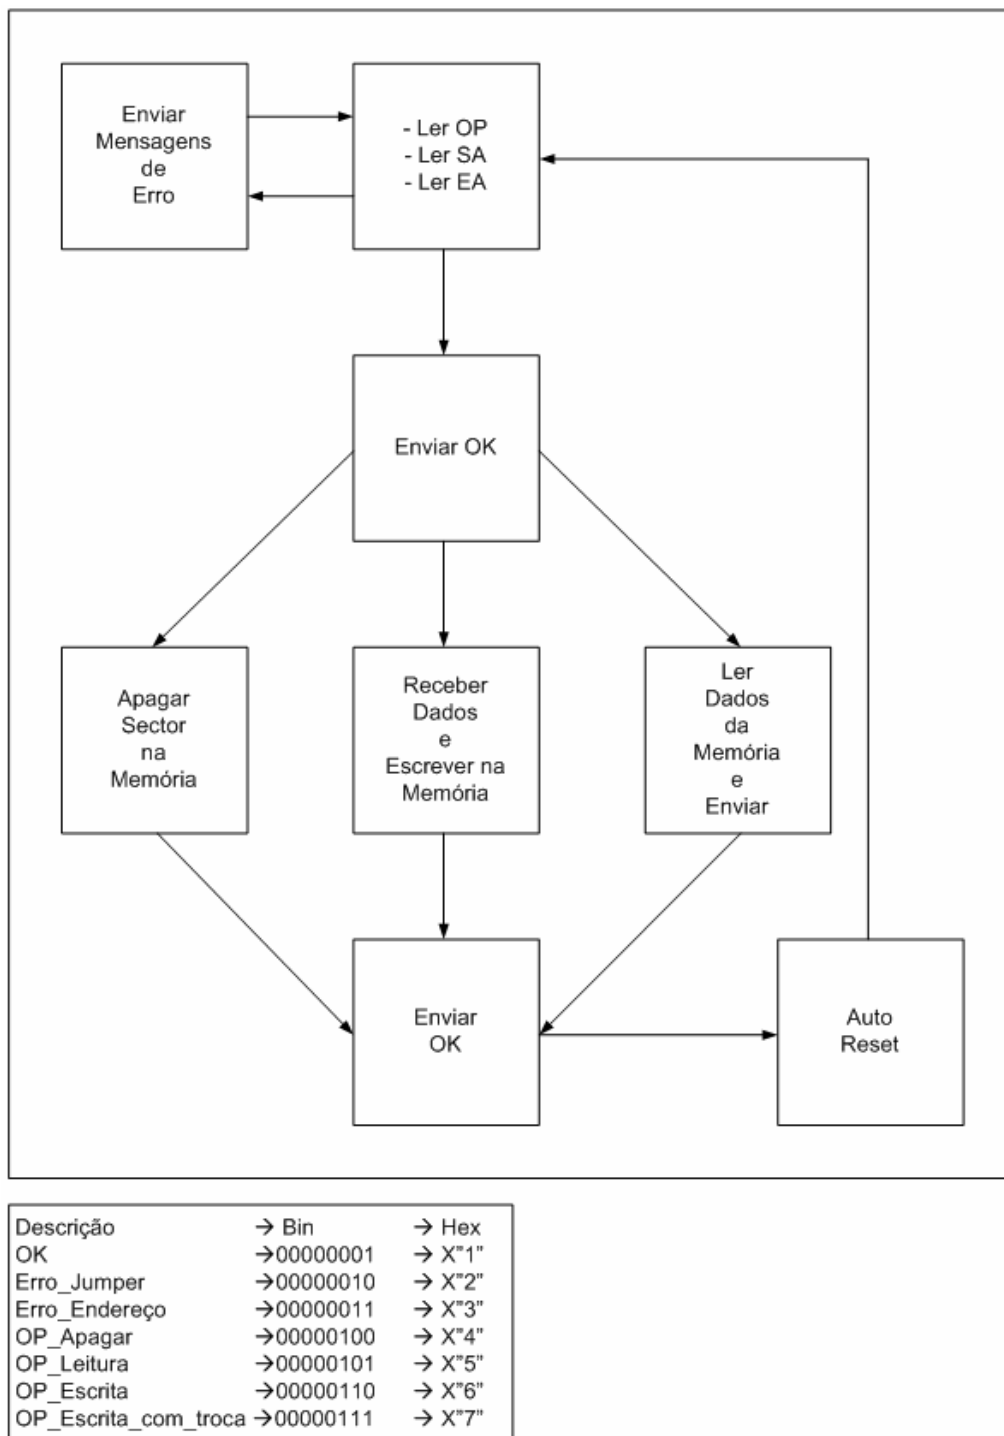 Enviar
Mensagens
de
Erro
- Ler OP
- Ler SA
- Ler EA
Enviar OK
Apagar
Sector
na
Memória
Receber
Dados
e
Escrever na
Memória
Ler
Dados
da
Memória
e
Enviar
Enviar
OK
Auto
Reset
Descrição → Bin → Hex
OK →00000001 → X"1"
Erro_Jumper →00000010 → X"2"
Erro_Endereço →00000011 → X"3"
OP_Apagar →00000100 → X"4"
OP_Leitura →00000101 → X"5"
OP_Escrita →00000110 → X"6"
OP_Escrita_com_troca →00000111 → X"7"